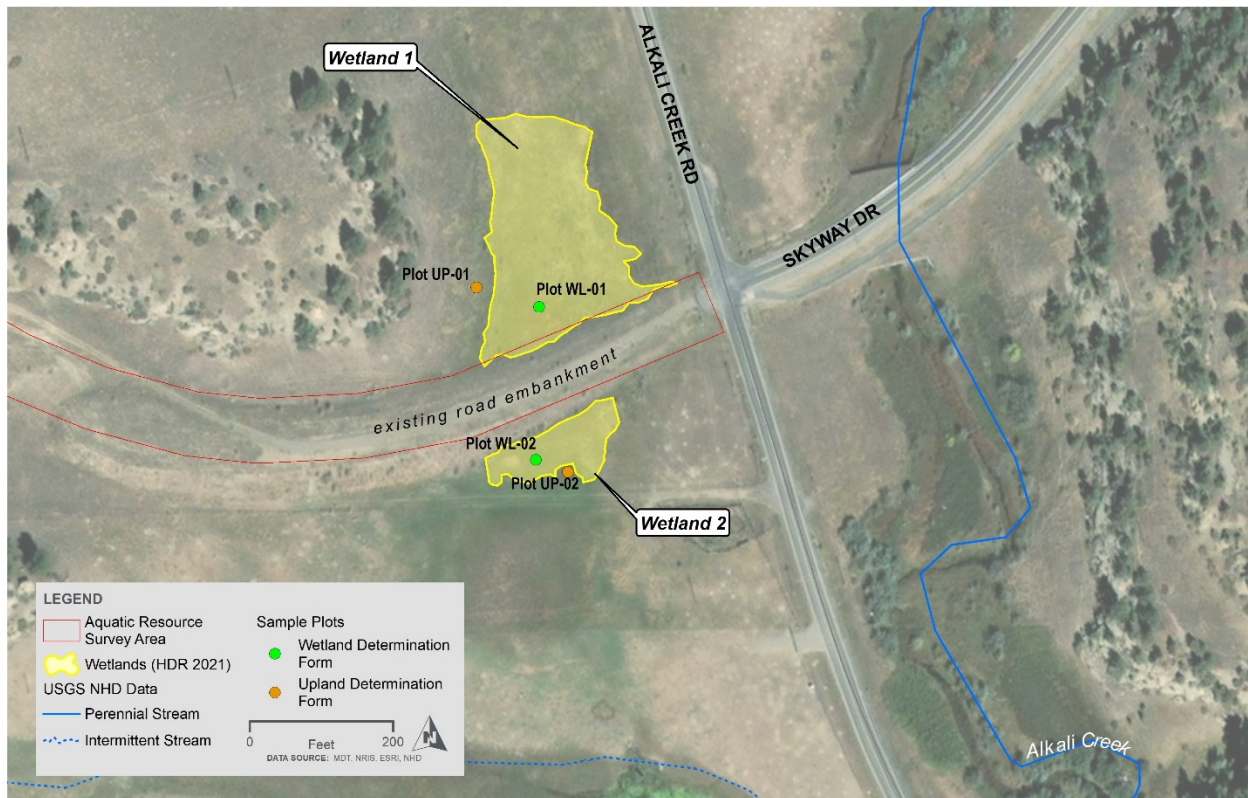 Wetland 1
ALKALI CREEK RD
SKYWAY DR
Plot UP-01
Plot WL-01
existing road embankment
Plot WL-02
Plot UP-02
Wetland 2
Alkali Creek
LEGEND
Aquatic Resource
Survey Area
Wetlands (HDR 2021)
USGS NHD Data
Perennial Stream
Intermittent Stream
Sample Plots
Wetland Determination
Form
Upland Determination
Form
0 200
Feet
N
DATA SOURCE: MDT, NRIS, ESRI, NHD